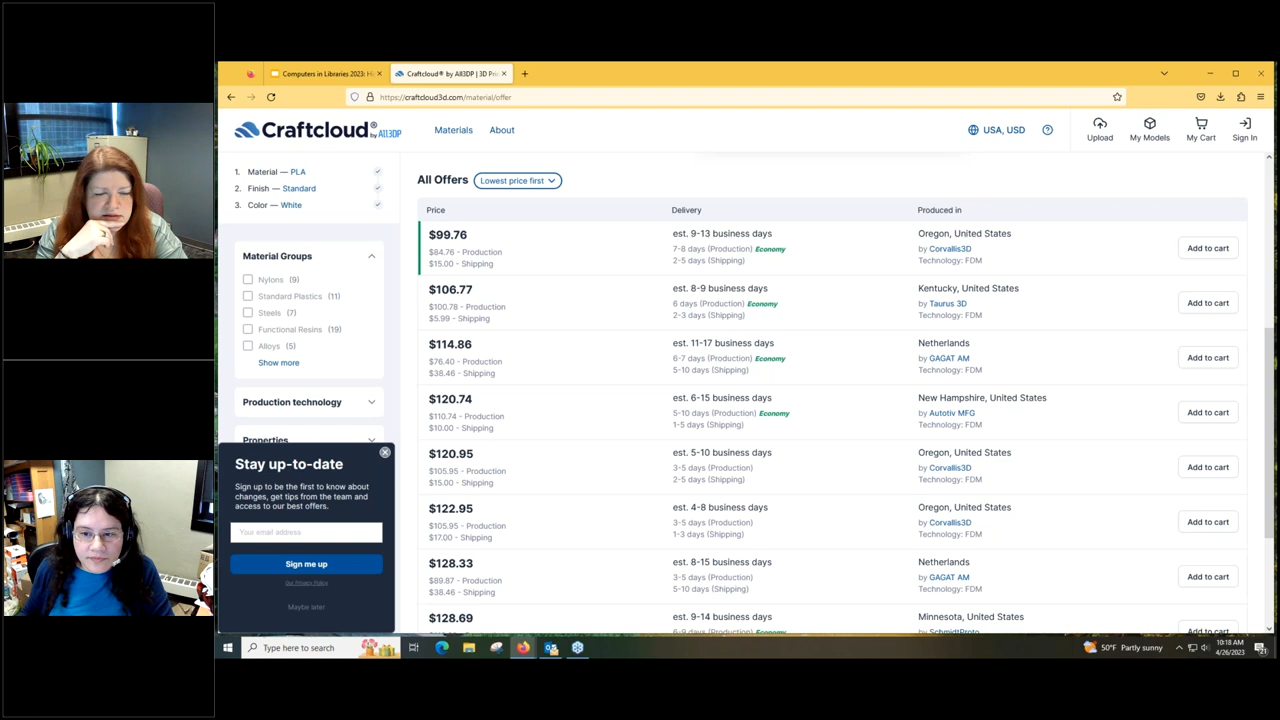 Computers in Libraries 2023: H
Craftcloud® by All3DP | 3D Pri
https://craftcloud3d.com/material/offer
Craftcloud®
by All3DP
Materials
About
USA, USD
Upload
My Models
My Cart
Sign In
1. Material — PLA
2. Finish — Standard
3. Color — White
Material Groups
Nylons (9)
Standard Plastics (11)
Steels (7)
Functional Resins (19)
Alloys (5)
Show more
Production technology
Properties
Stay up-to-date
Sign up to be the first to know about
changes, get tips from the team and
access to our best offers.
Your email address
Sign me up
Our Privacy Policy
Maybe later
All Offers
Lowest price first
Price
Delivery
Produced in
$99.76
$84.76 - Production
$15.00 - Shipping
est. 9-13 business days
7-8 days (Production) Economy
2-5 days (Shipping)
Oregon, United States
by Corvallis3D
Technology: FDM
Add to cart
$106.77
$100.78 - Production
$5.99 - Shipping
est. 8-9 business days
6 days (Production) Economy
2-3 days (Shipping)
Kentucky, United States
by Taurus 3D
Technology: FDM
Add to cart
$114.86
$76.40 - Production
$38.46 - Shipping
est. 11-17 business days
6-7 days (Production) Economy
5-10 days (Shipping)
Netherlands
by GAGAT AM
Technology: FDM
Add to cart
$120.74
$110.74 - Production
$10.00 - Shipping
est. 6-15 business days
5-10 days (Production) Economy
1-5 days (Shipping)
New Hampshire, United States
by Autotiv MFG
Technology: FDM
Add to cart
$120.95
$105.95 - Production
$15.00 - Shipping
est. 5-10 business days
3-5 days (Production)
2-5 days (Shipping)
Oregon, United States
by Corvallis3D
Technology: FDM
Add to cart
$122.95
$105.95 - Production
$17.00 - Shipping
est. 4-8 business days
3-5 days (Production)
1-3 days (Shipping)
Oregon, United States
by Corvallis3D
Technology: FDM
Add to cart
$128.33
$89.87 - Production
$38.46 - Shipping
est. 8-15 business days
3-5 days (Production)
5-10 days (Shipping)
Netherlands
by GAGAT AM
Technology: FDM
Add to cart
$128.69
est. 9-14 business days
6-9 days (Production) Economy
Minnesota, United States
by SchmidtProto
Add to cart
Type here to search
50°F Partly sunny
10:18 AM
4/26/2023
21